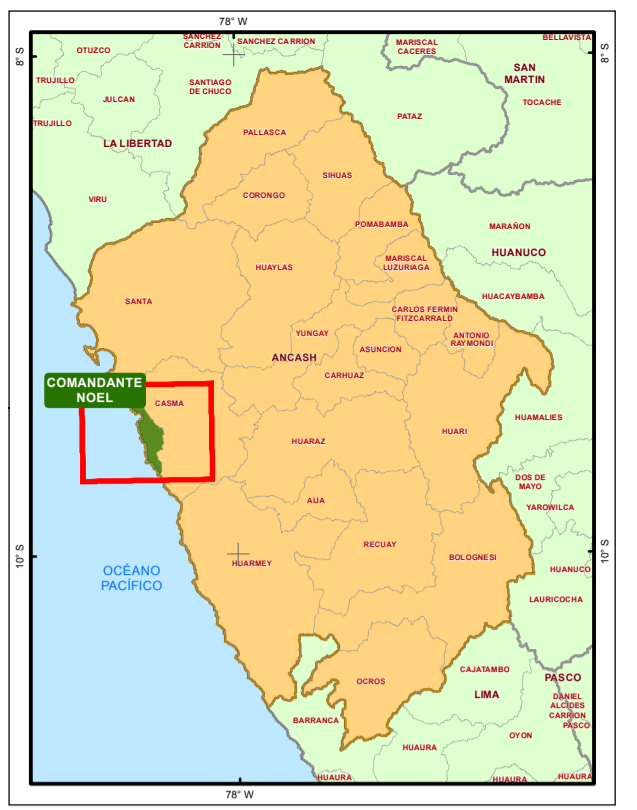 78° W
8° S
8° S
OTUZCO
SANCHEZ
CARRION
SANCHEZ CARRION
MARISCAL
CACERES
BELLAVISTA
SAN
MARTIN
TRUJILLO
JULCAN
SANTIAGO
DE CHUCO
TOCACHE
TRUJILLO
PATAZ
LA LIBERTAD
PALLASCA
SIHUAS
VIRU
CORONGO
POMABAMBA
MARAÑON
HUANUCO
HUAYLAS
MARISCAL
LUZURIAGA
SANTA
HUACAYBAMBA
CARLOS FERMIN
FITZCARRALD
YUNGAY
ANTONIO
RAYMONDI
ANCASH
ASUNCION
CARHUAZ
COMANDANTE
NOEL
CASMA
HUAMALIES
HUARAZ
HUARI
DOS DE
MAYO
AIJA
YAROWILCA
RECUAY
BOLOGNESI
10° S
10° S
HUARMEY
OCÉANO
PACÍFICO
HUANUCO
LAURICOCHA
CAJATAMBO
PASCO
OCROS
LIMA
DANIEL
ALCIDES
CARRION
PASCO
BARRANCA
OYON
HUAURA
HUAURA
HUAURA
HUAURA
78° W